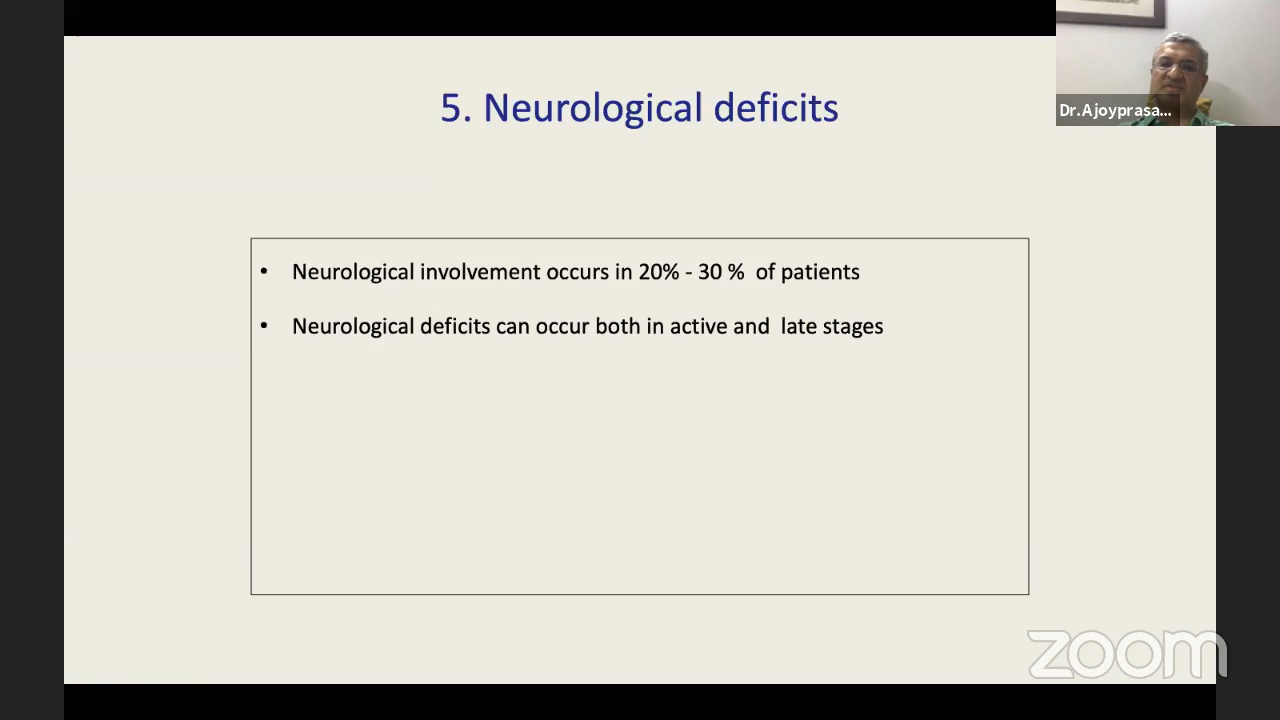 5. Neurological deficits
Dr.Ajoyprasa...
• Neurological involvement occurs in 20% - 30 % of patients
• Neurological deficits can occur both in active and late stages
zoom